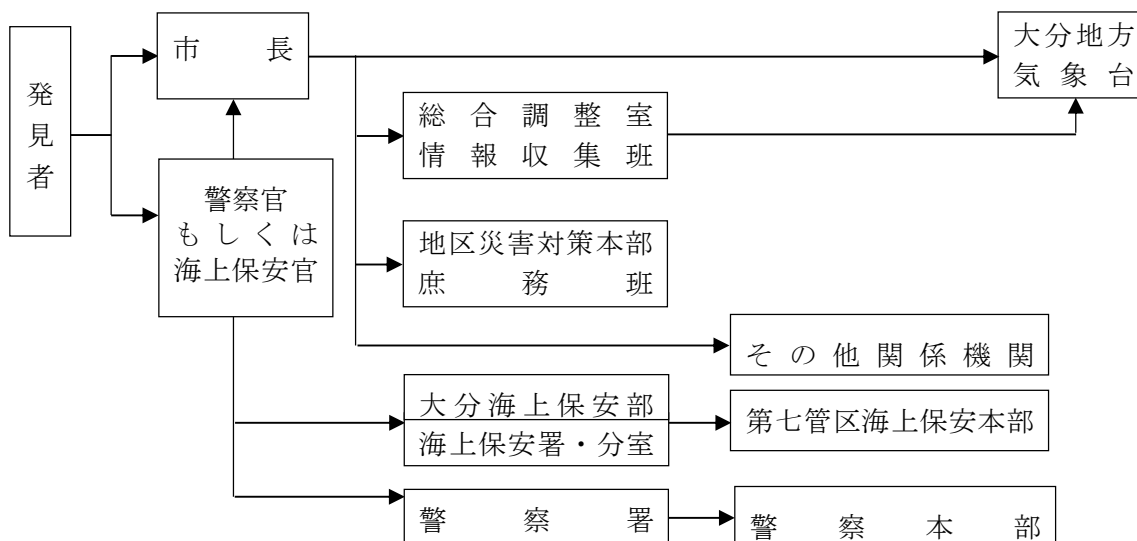 発見者
市長
大分地方
気象台
総合調整室
情報収集班
警察官
もしくは
海上保安官
地区災害対策本部
庶務班
その他関係機関
大分海上保安部
海上保安署・分室
第七管区海上保安本部
警察署
警察本部